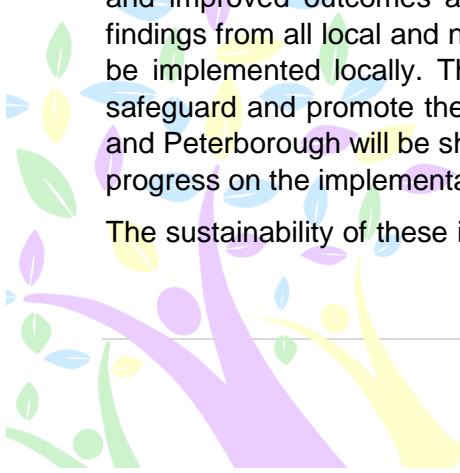 and improved outcomes a
findings from all local and n
be implemented locally. Th
safeguard and promote the
and Peterborough will be sh
progress on the implementa
The sustainability of these i